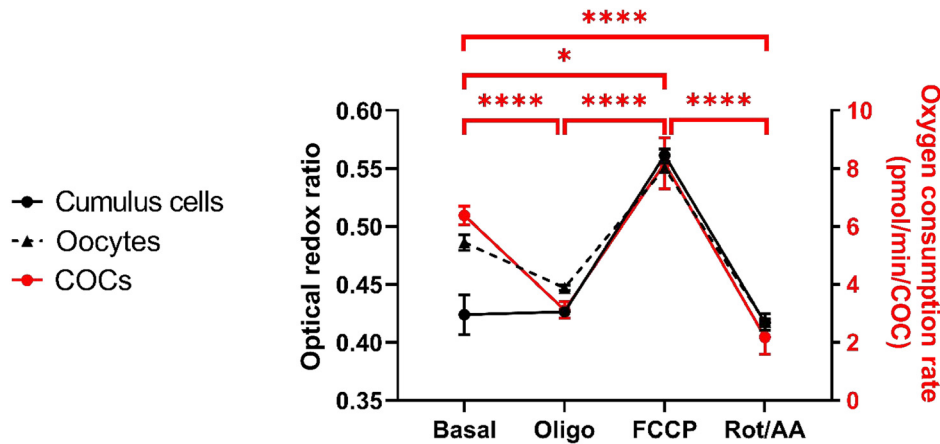 ****
*
**** **** ****
Cumulus cells
Oocytes
COCs
Optical redox ratio
0.60
0.55
0.50
0.45
0.40
0.35
10
8
6
4
2
0
Oxygen consumption rate
(pmol/min/COC)
Basal Oligo FCCP Rot/AA